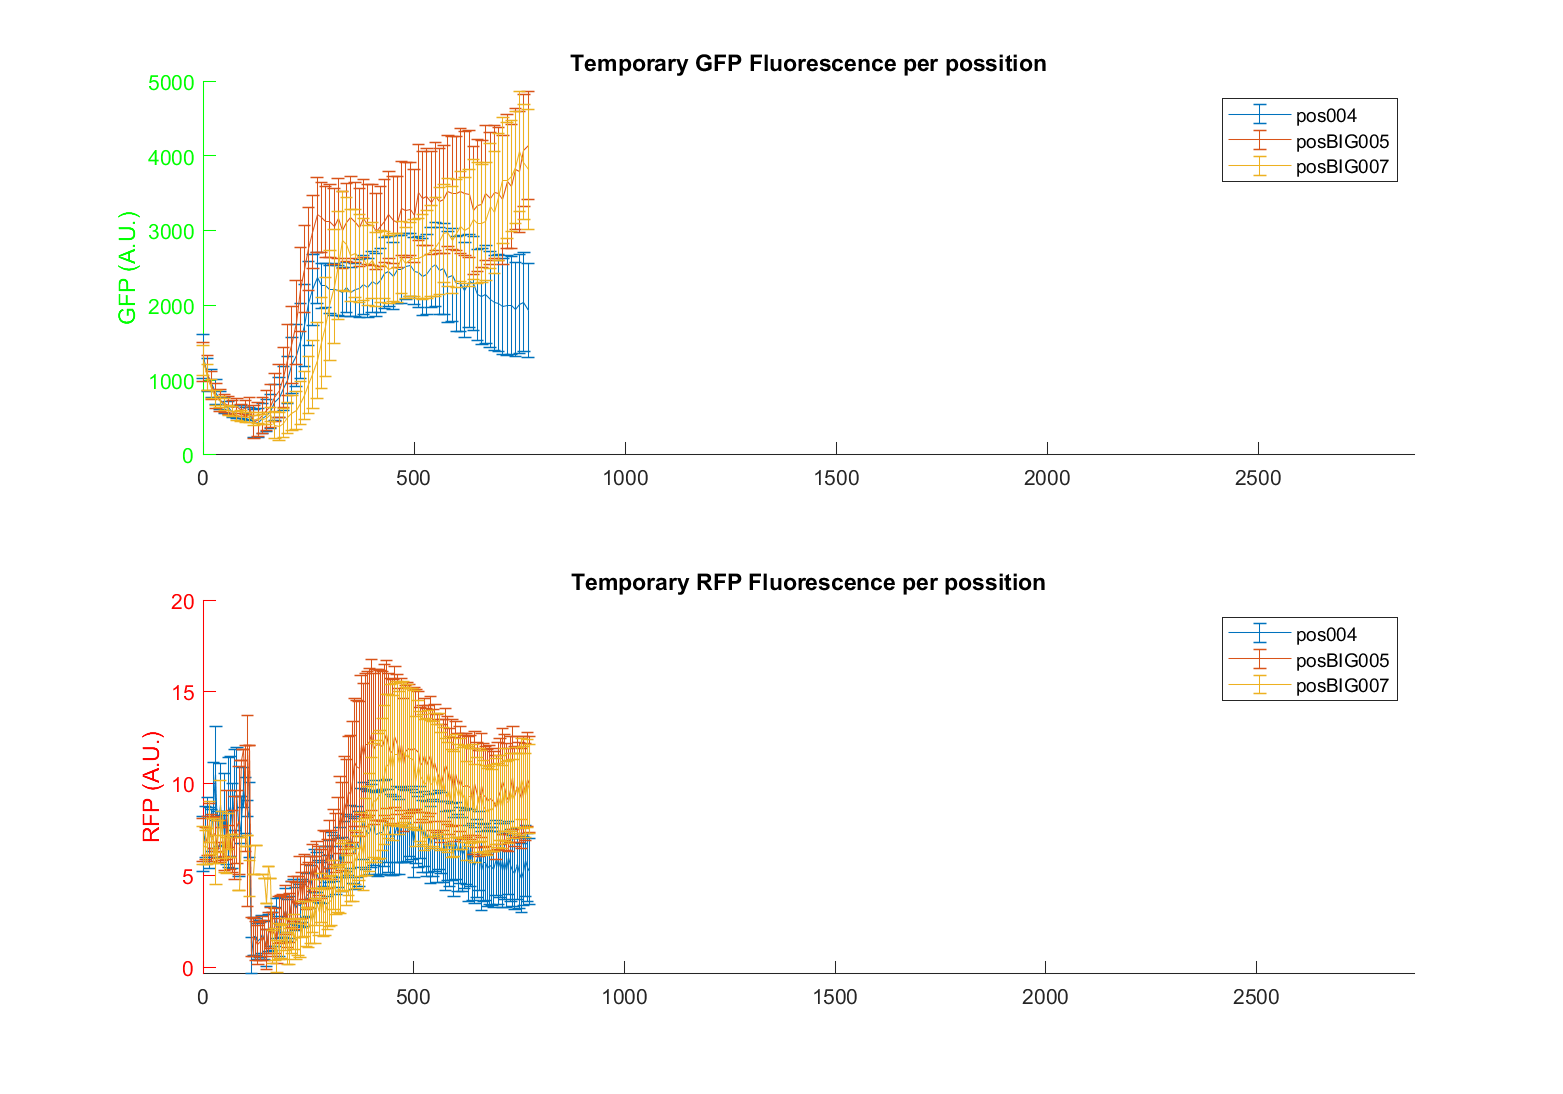 Temporary GFP Fluorescence per possition
5000
4000
3000
2000
1000
0
GFP (A.U.)
0 500 1000 1500 2000 2500
pos004
posBIG005
posBIG007
Temporary RFP Fluorescence per possition
20
15
10
5
0
RFP (A.U.)
0 500 1000 1500 2000 2500
pos004
posBIG005
posBIG007